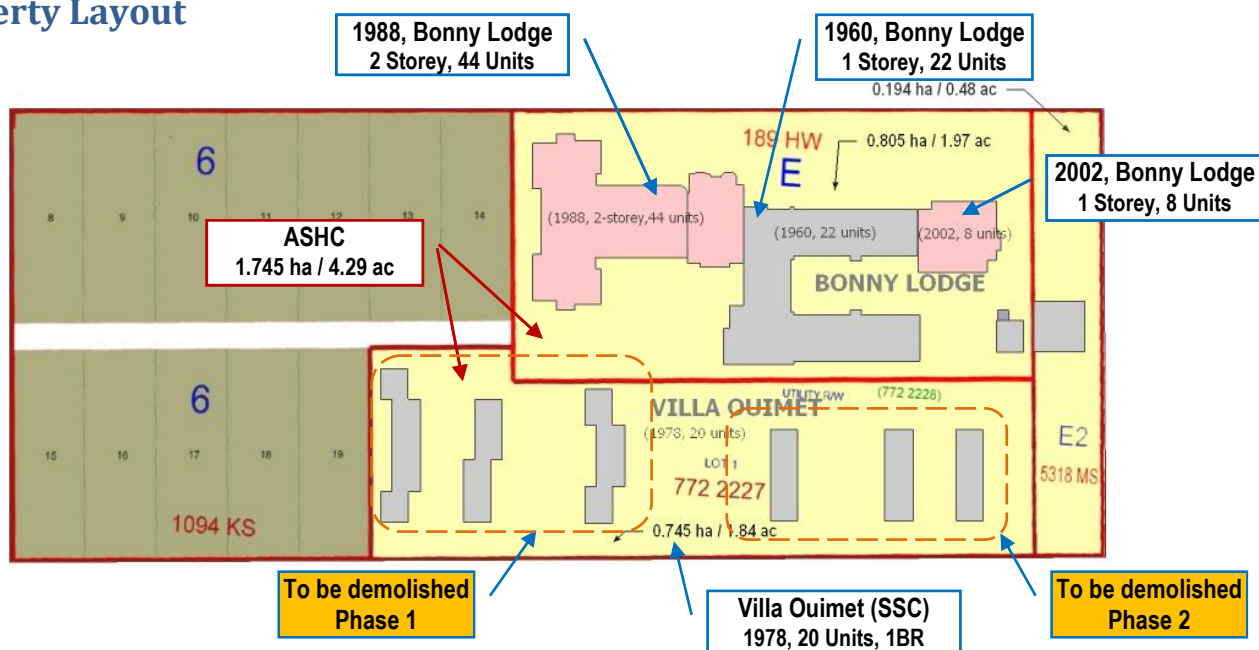 erty Layout
1988, Bonny Lodge
2 Storey, 44 Units
1960, Bonny Lodge
1 Storey, 22 Units
0.194 ha / 0.48 ac
189 HW
0.805 ha / 1.97 ac
E
2002, Bonny Lodge
1 Storey, 8 Units
6
8
9
10
11
12
13
14
(1988, 2-storey,44 units)
(1960, 22 units)
(2002, 8 units)
ASHC
1.745 ha / 4.29 ac
BONNY LODGE
6
15
16
17
18
19
1094 KS
VILLA OUIMET
UTILITY R/W
(772 2228)
(1978, 20 units)
LOT 1
772 2227
E2
5318 MS
0.745 ha / 1.84 ac
To be demolished
Phase 1
Villa Ouimet (SSC)
1978, 20 Units, 1BR
To be demolished
Phase 2